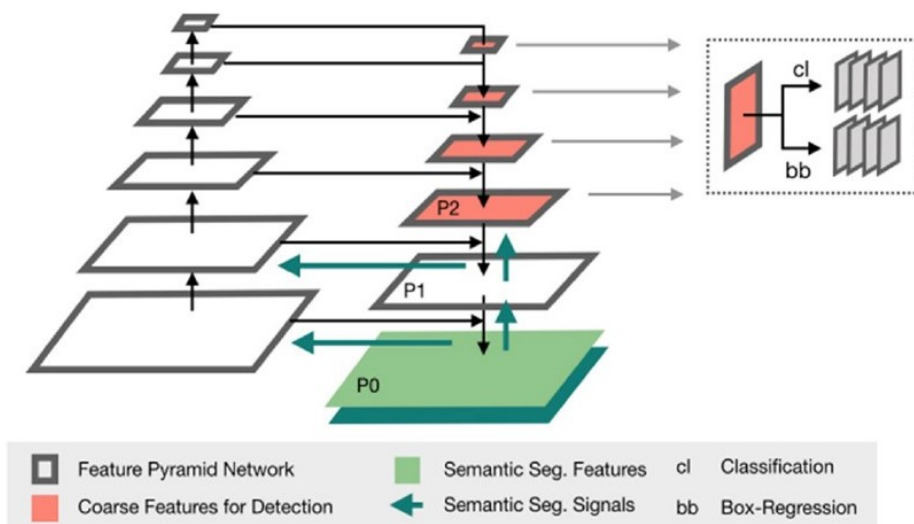 cl
bb
P2
P1
P0
Feature Pyramid Network
Semantic Seg. Features
cl Classification
Coarse Features for Detection
Semantic Seg. Signals
bb Box-Regression